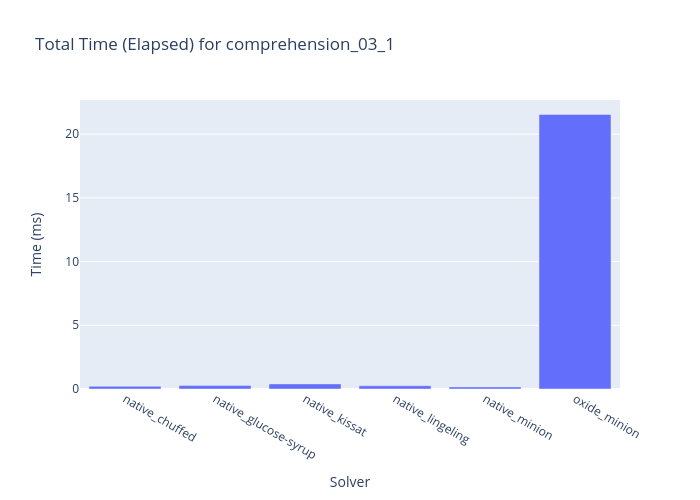 Total Time (Elapsed) for comprehension_03_1
Time (ms)
20
15
10
5
0
native_chuffed
native_glucose-syrup
native_kissat
native_lingeling
native_minion
oxide_minion
Solver